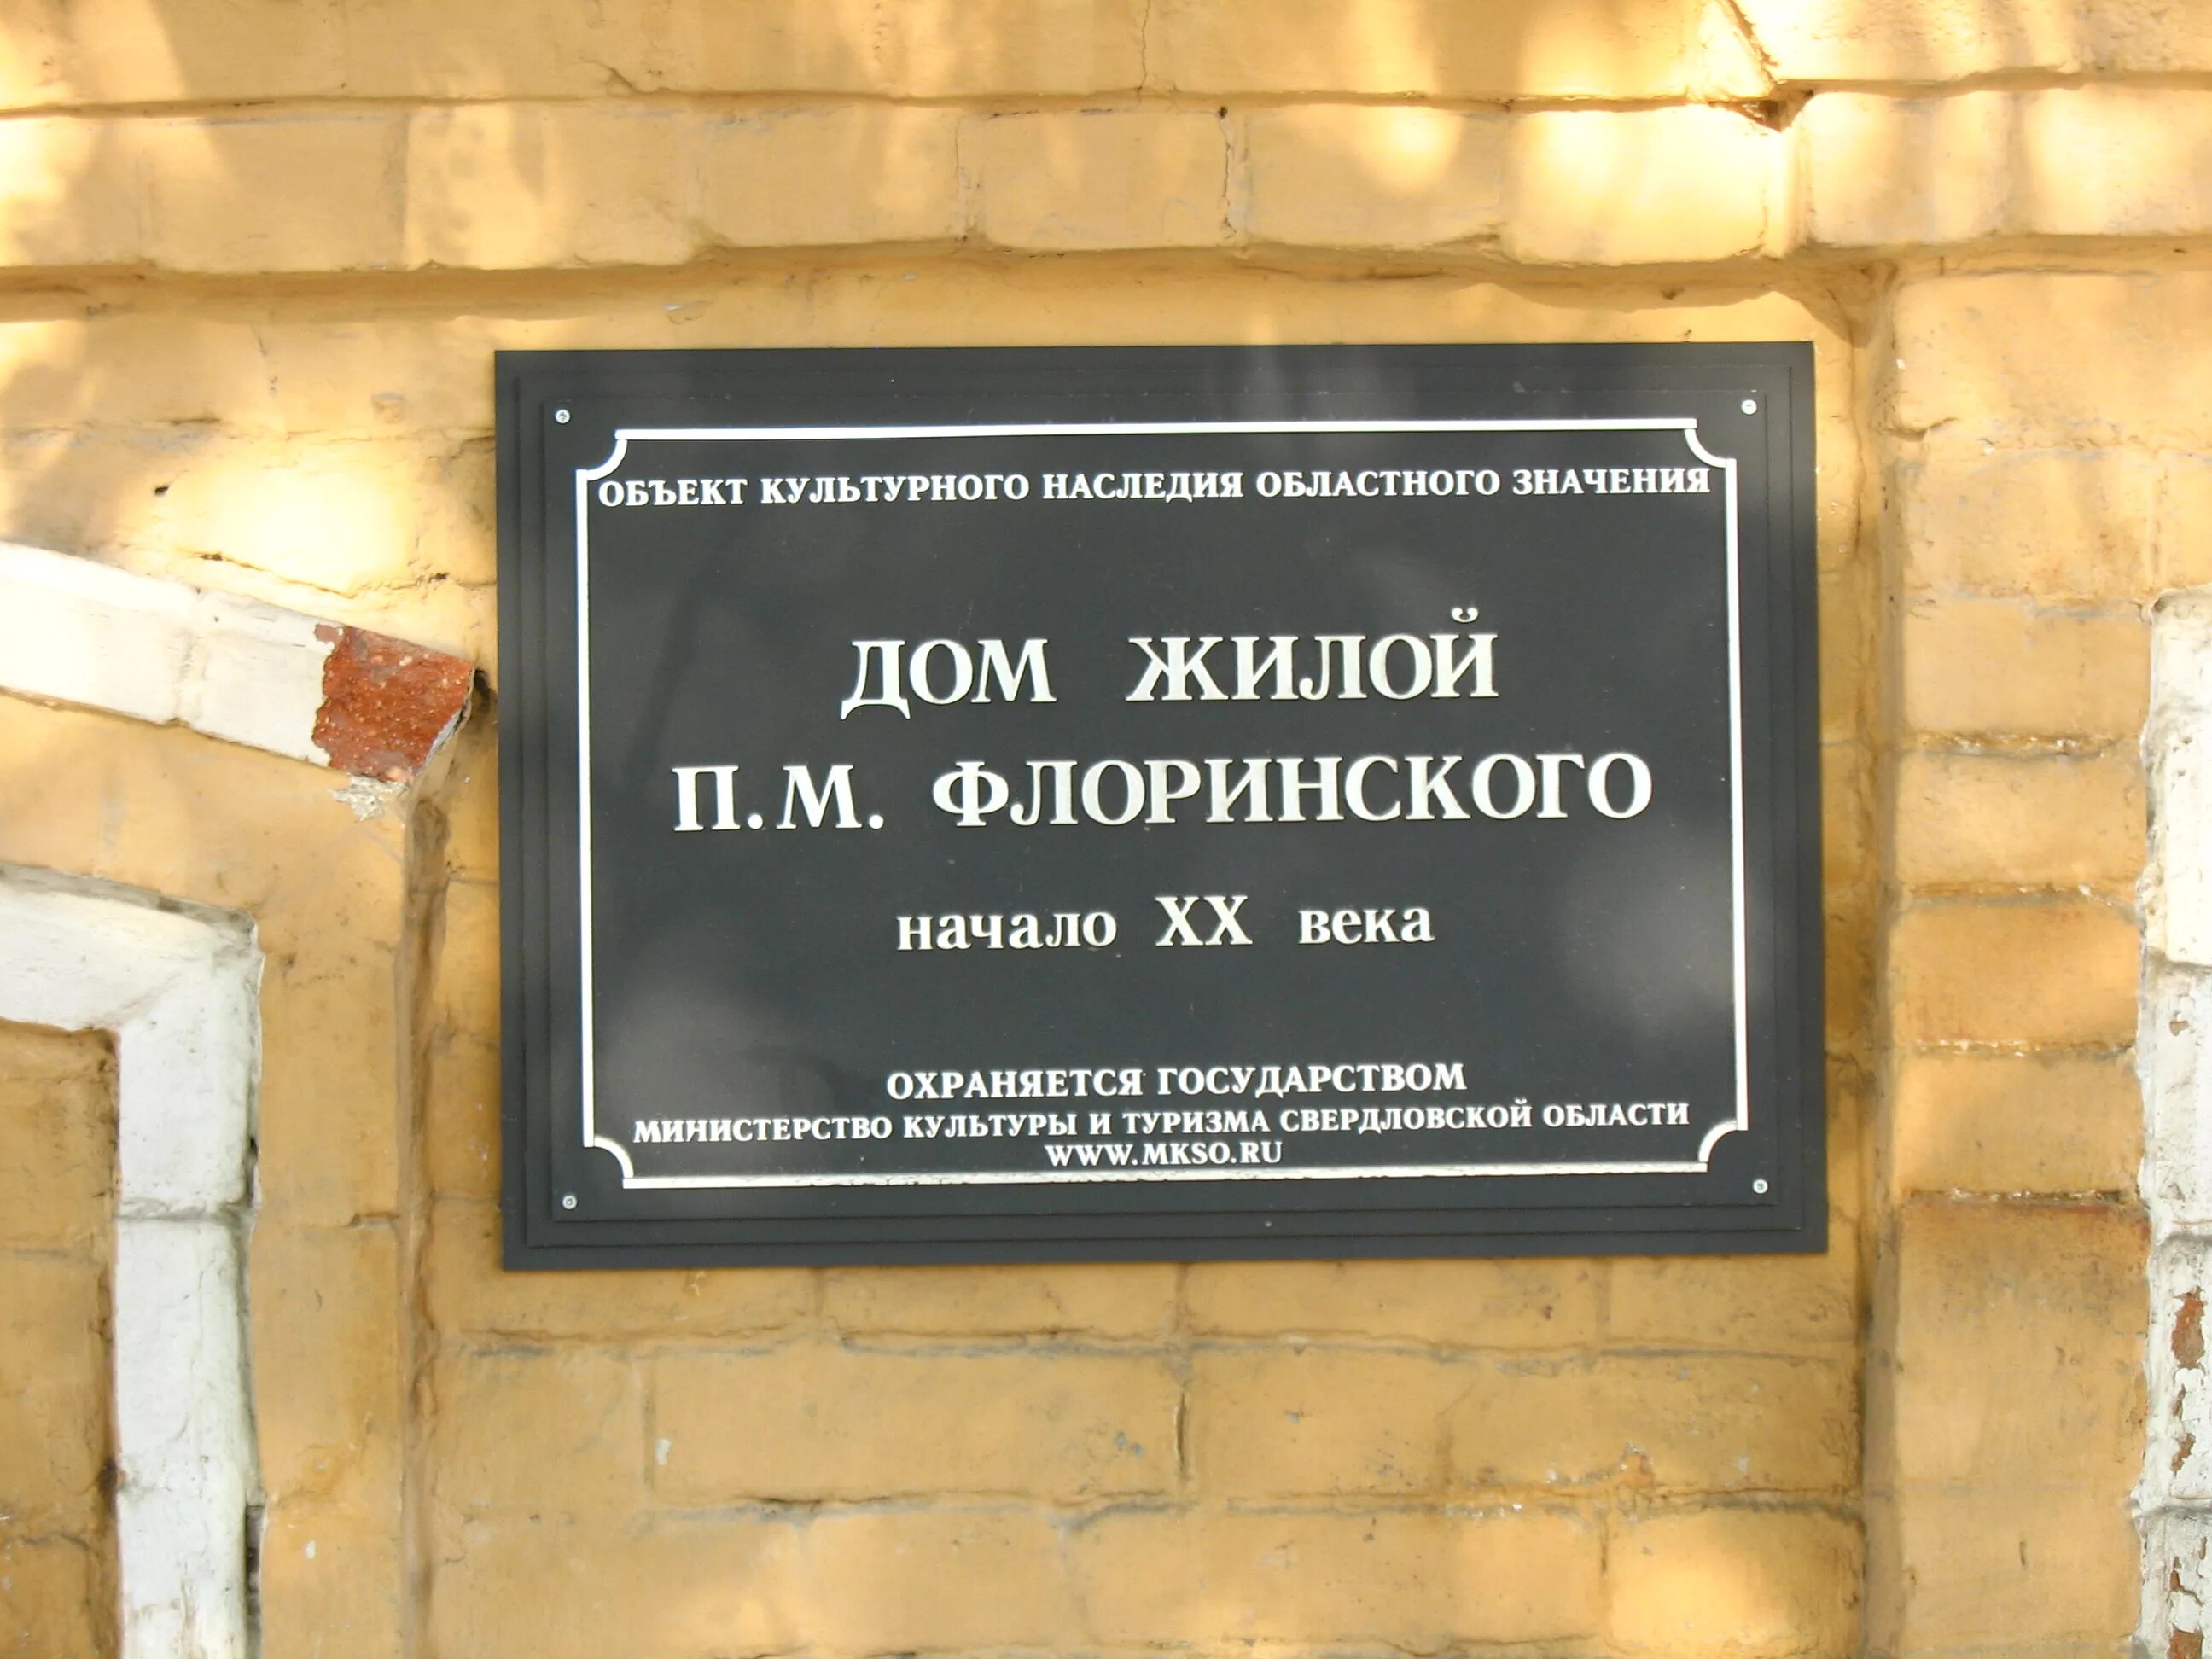 ОБЪЕКТ КУЛЬТУРНОГО НАСЛЕДИЯ ОБЛАСТНОГО ЗНАЧЕНИЯ
ДОМ ЖИЛОЙ
П.М. ФЛОРИНСКОГО
начало XX века
ОХРАНЯЕТСЯ ГОСУДАРСТВОМ
МИНИСТЕРСТВО КУЛЬТУРЫ И ТУРИЗМА СВЕРДЛОВСКОЙ ОБЛАСТИ
WWW.MKSO.RU